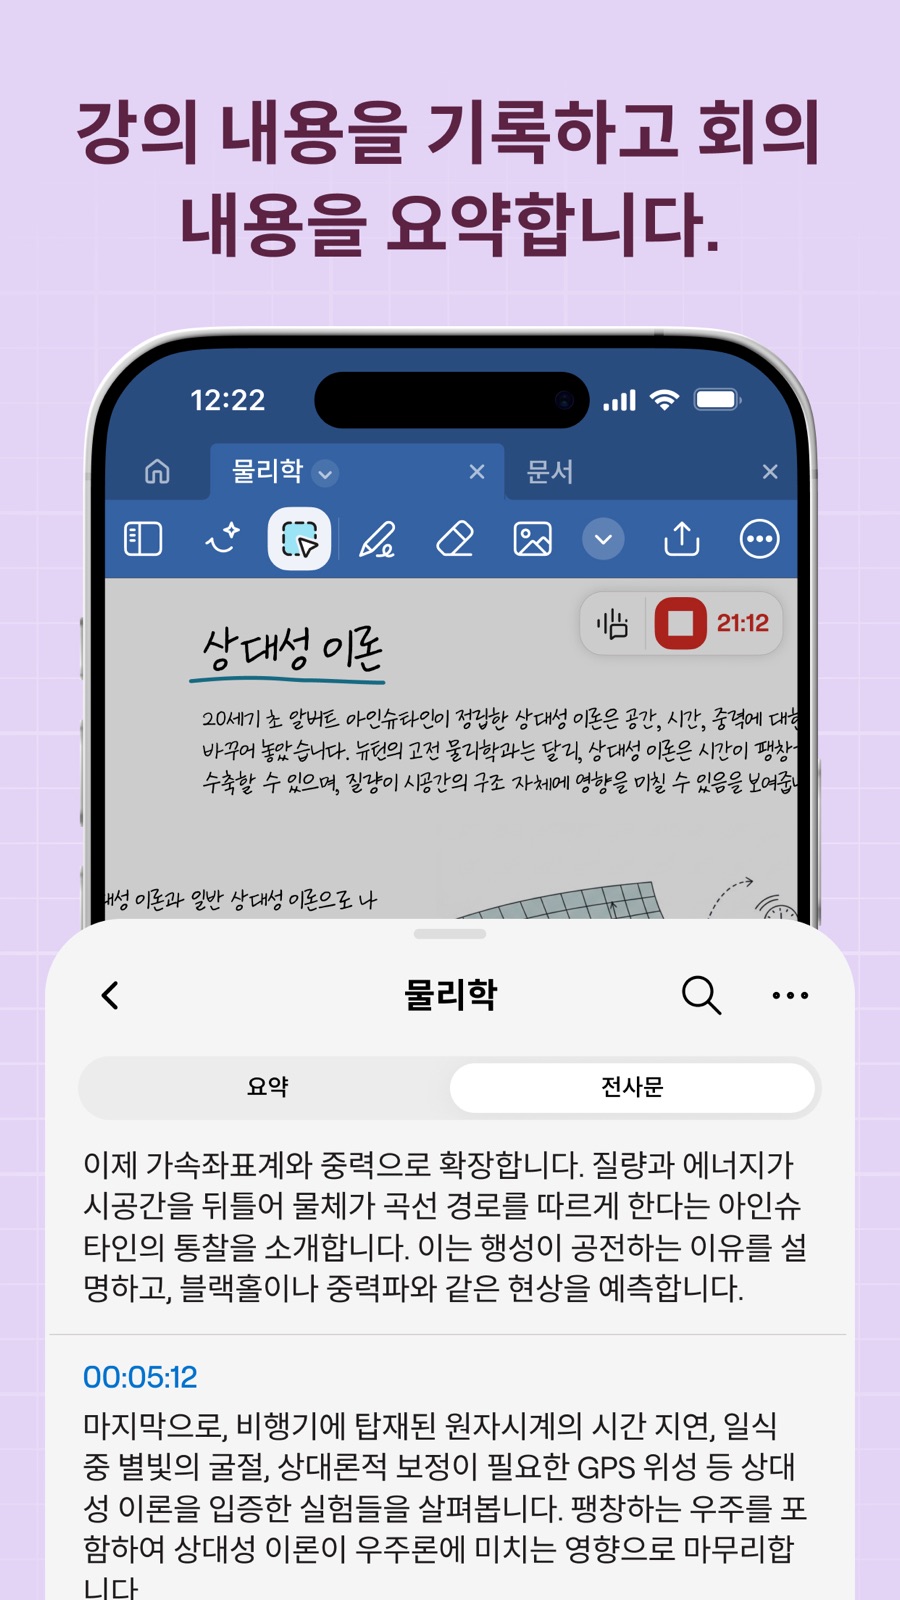 강의 내용을 기록하고 회의
내용을 요약합니다.
12:22
물리학
문서
21:12
상대성 이론
20세기 초 알버트 아인슈타인이 정립한 상대성 이론은 공간, 시간, 중력에 대한
바꾸어 놓았습니다. 뉴턴의 고전 물리학과는 달리, 상대성 이론은 시간이 팽창
수축할 수 있으며, 질량이 시공간의 구조 자체에 영향을 미칠 수 있음을 보여줍니
대성 이론과 일반 상대성 이론으로 나
물리학
요약
전사문
이제 가속좌표계와 중력으로 확장합니다. 질량과 에너지가
시공간을 뒤틀어 물체가 곡선 경로를 따르게 한다는 아인슈
타인의 통찰을 소개합니다. 이는 행성이 공전하는 이유를 설
명하고, 블랙홀이나 중력파와 같은 현상을 예측합니다.
00:05:12
마지막으로, 비행기에 탑재된 원자시계의 시간 지연, 일식
중 별빛의 굴절, 상대론적 보정이 필요한 GPS 위성 등 상대
성 이론을 입증한 실험들을 살펴봅니다. 팽창하는 우주를 포
함하여 상대성 이론이 우주론에 미치는 영향으로 마무리합
니다